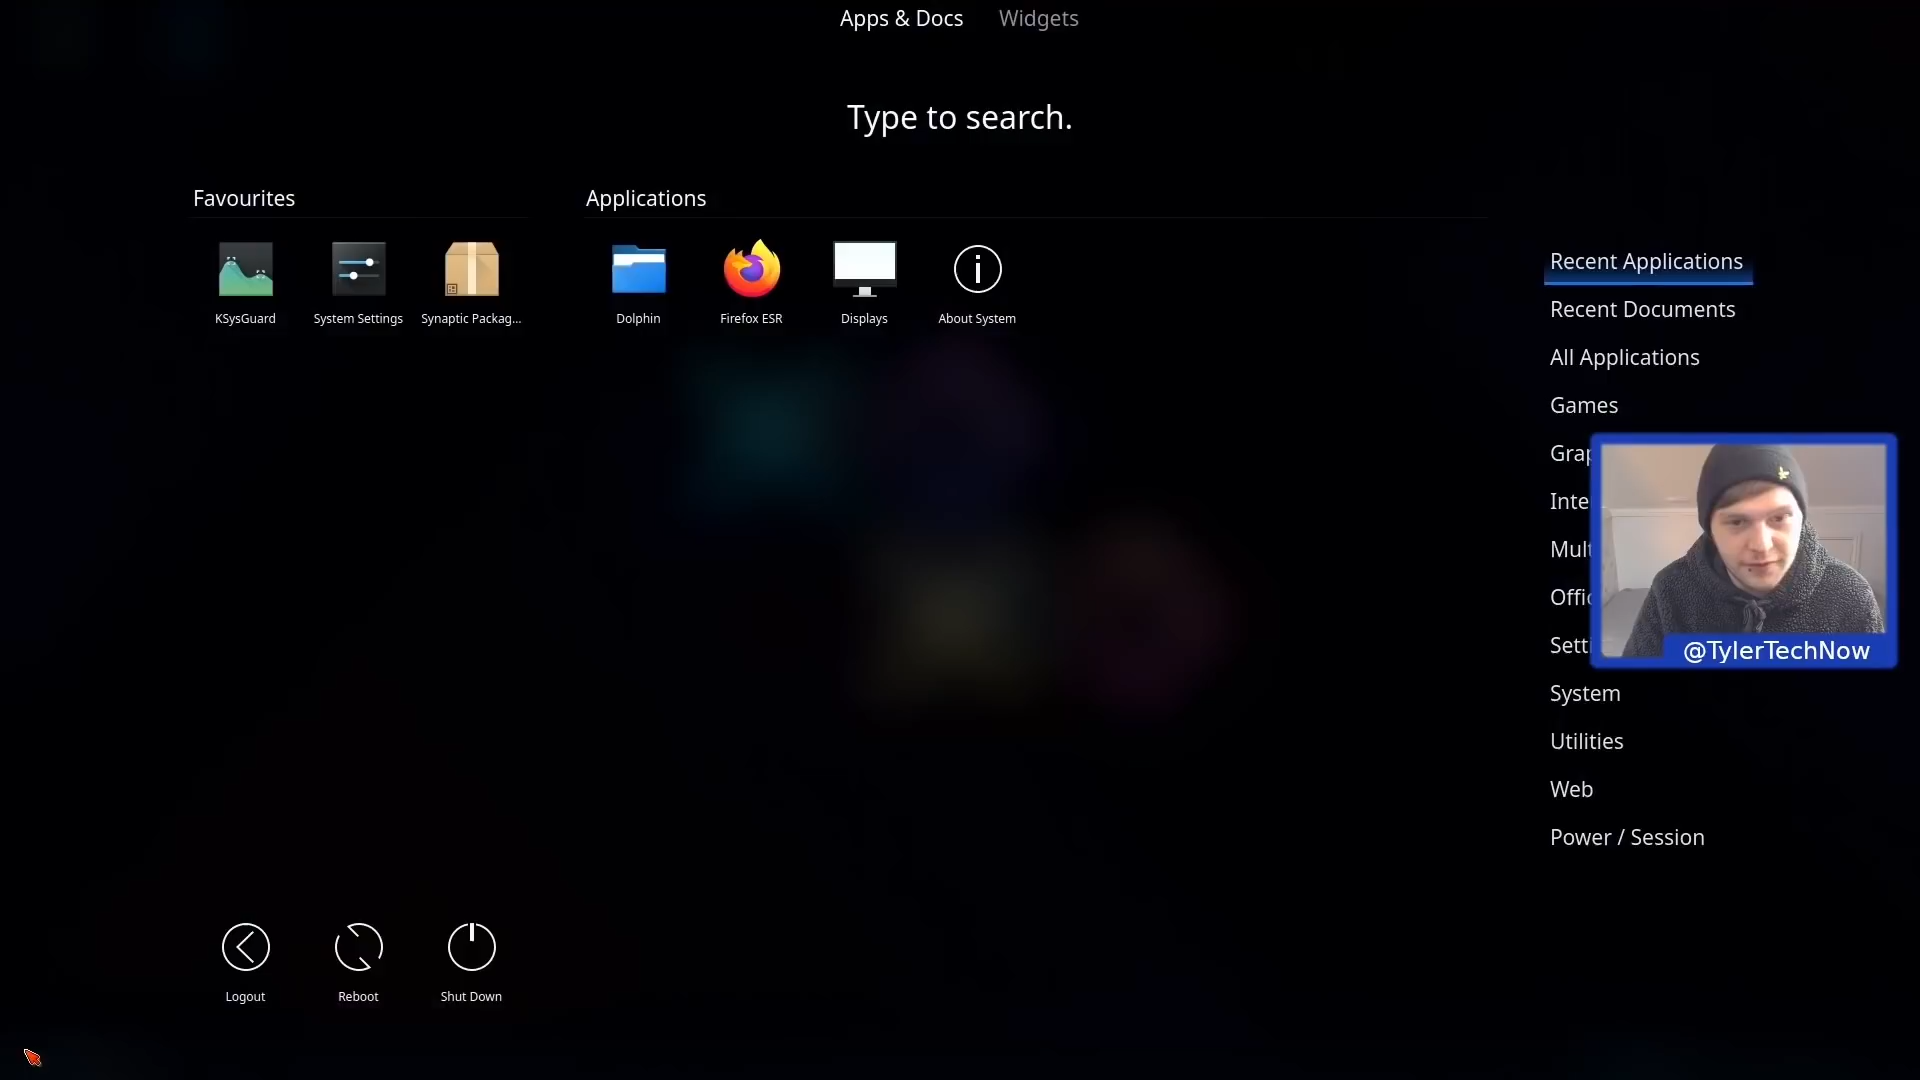 Apps & Docs Widgets
Type to search.
Favourites
Applications
KSysGuard
System Settings
Synaptic Packag...
Dolphin
Firefox ESR
Displays
About System
Recent Applications
Recent Documents
All Applications
Games
Grap
Inte
Mult
Offic
Setti
System
Utilities
Web
Power / Session
@TylerTechNow
Logout
Reboot
Shut Down